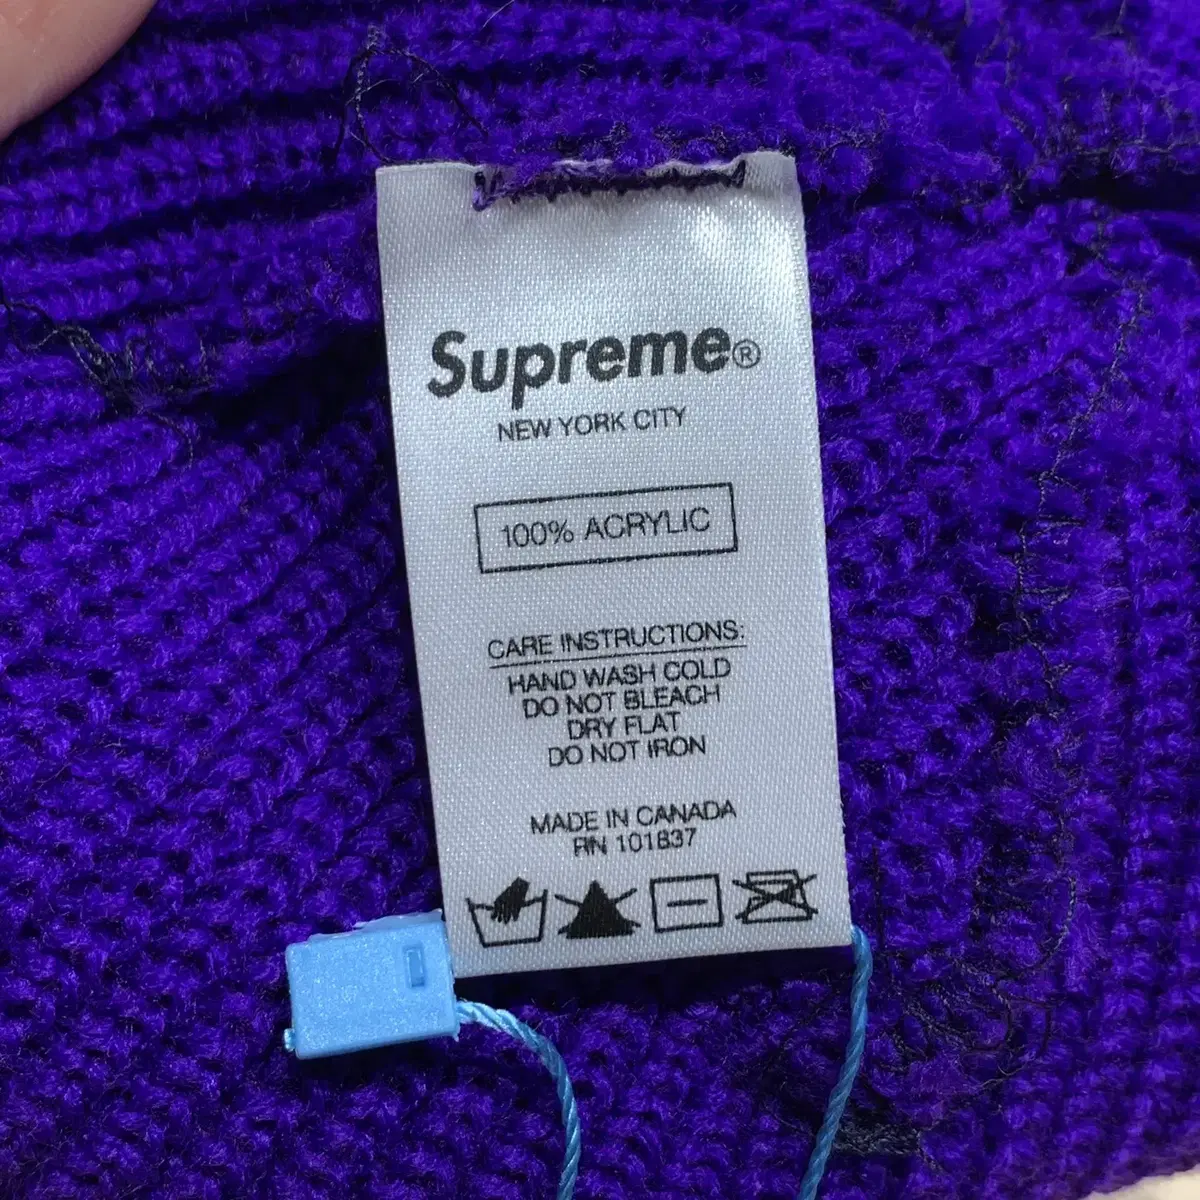 Supreme®
NEW YORK CITY
100% ACRYLIC
CARE INSTRUCTIONS:
HAND WASH COLD
DO NOT BLEACH
DRY FLAT
DO NOT IRON
MADE IN CANADA
RN 101837